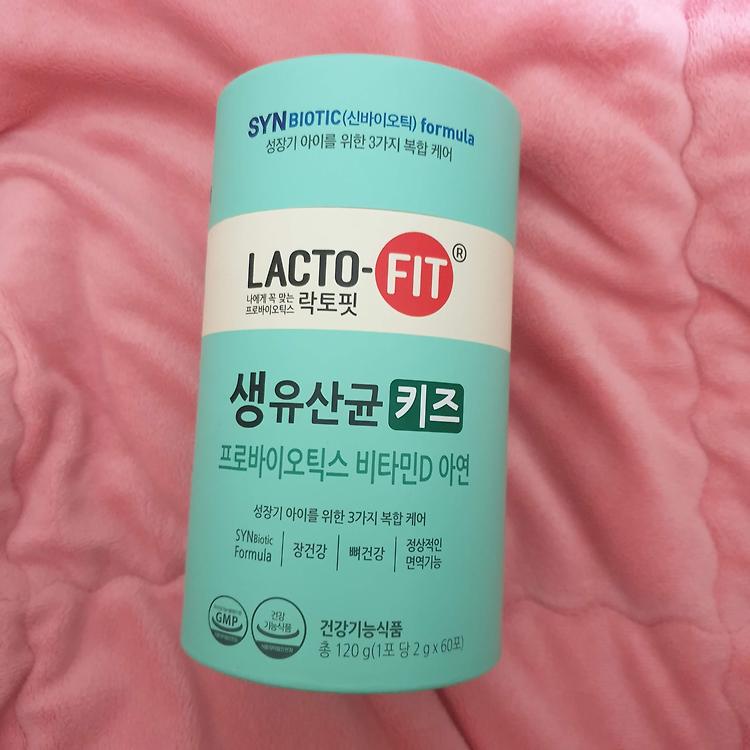 SYNBIOTIC(신바이오틱) formula
성장기 아이를 위한 3가지 복합 케어
LACTO-FIT®
나에게 꼭 맞는
프로바이오틱스 락토핏
생유산균 키즈
프로바이오틱스 비타민D 아연
성장기 아이를 위한 3가지 복합 케어
SYNBiotic
Formula
장건강
뼈건강
정상적인
면역기능
GMP
건강
기능식품
건강기능식품
총 120 g(1포 당 2 g x 60포)